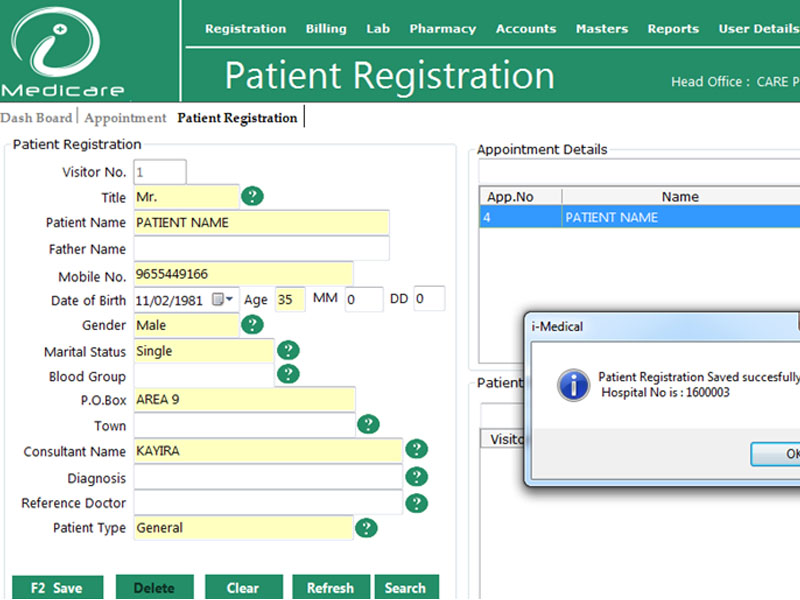 Medicare
Registration Billing Lab Pharmacy Accounts Masters Reports User Details
Patient Registration
Head Office : CARE P
Dash Board Appointment Patient Registration
Patient Registration
Visitor No. 1
Title Mr. ?
Patient Name PATIENT NAME
Father Name
Mobile No. 9655449166
Date of Birth 11/02/1981 Age 35 MM 0 DD 0
Gender Male ?
Marital Status Single ?
Blood Group ?
P.O.Box AREA 9
Town ?
Consultant Name KAYIRA ?
Diagnosis ?
Reference Doctor ?
Patient Type General ?
F2 Save Delete Clear Refresh Search
Appointment Details
App.No Name
4 PATIENT NAME
Patient
Visito
i-Medical
Patient Registration Saved succesfully
Hospital No is : 1600003
OK